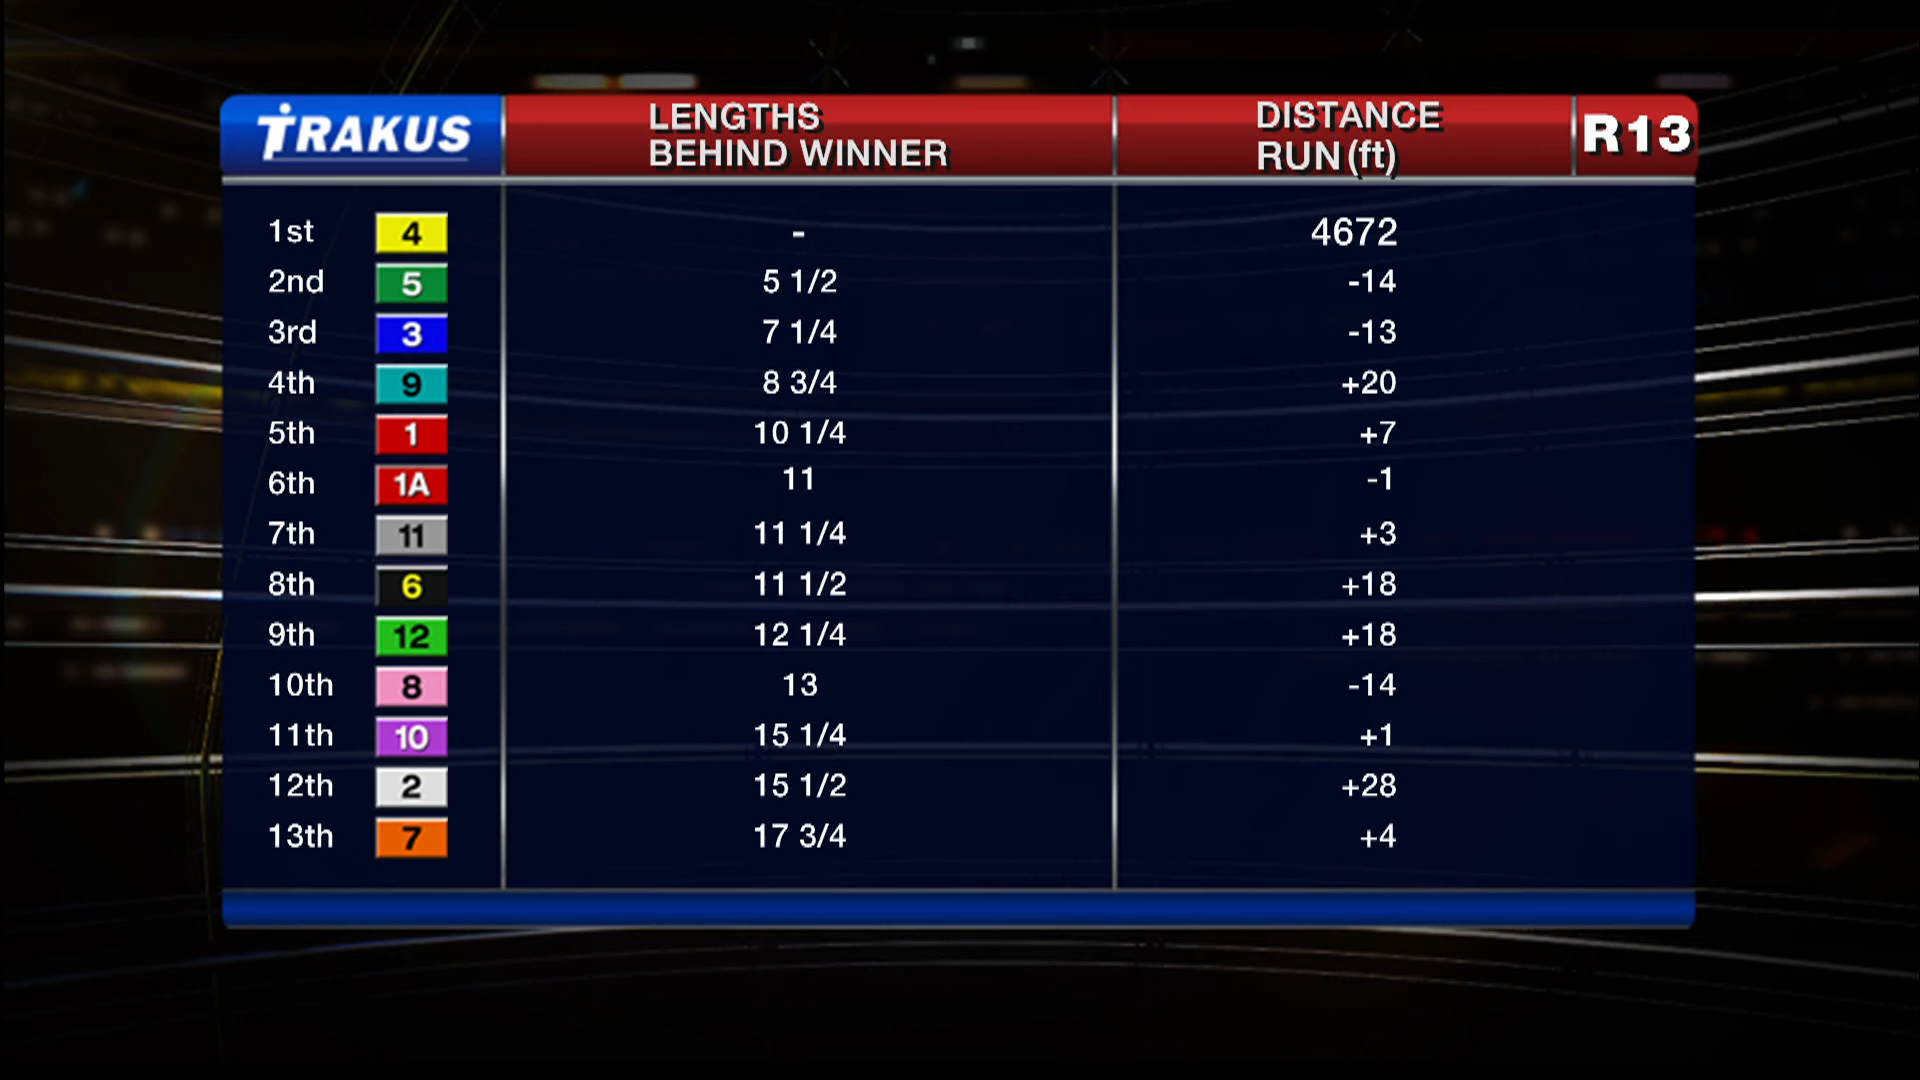 TRAKUS
LENGTHS
BEHIND WINNER
DISTANCE
RUN (ft)
R13
1st 4 - 4672
2nd 5 5 1/2 -14
3rd 3 7 1/4 -13
4th 9 8 3/4 +20
5th 1 10 1/4 +7
6th 1A 11 -1
7th 11 11 1/4 +3
8th 6 11 1/2 +18
9th 12 12 1/4 +18
10th 8 13 -14
11th 10 15 1/4 +1
12th 2 15 1/2 +28
13th 7 17 3/4 +4